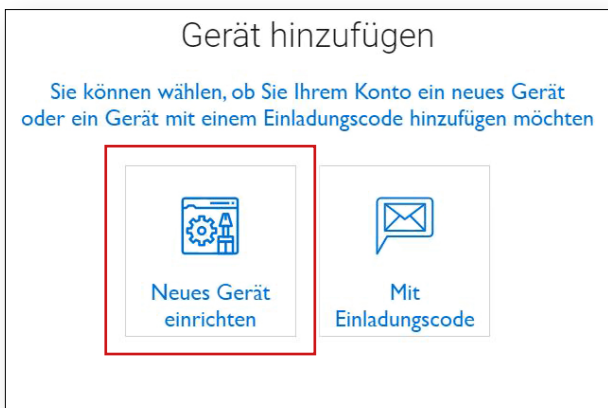 Gerät hinzufügen
Sie können wählen, ob Sie Ihrem Konto ein neues Gerät
oder ein Gerät mit einem Einladungscode hinzufügen möchten
Neues Gerät
einrichten
Mit
Einladungscode